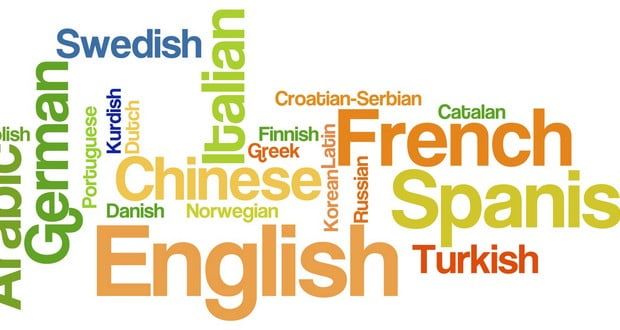 Swedish
Italian
German
Portuguese
Kurdish
Dutch
Croatian-Serbian
Catalan
Finnish
Greek
Latin
French
lish
Arabic
Chinese
Korean
Russian
Spanis
Danish
Norwegian
English
Turkish